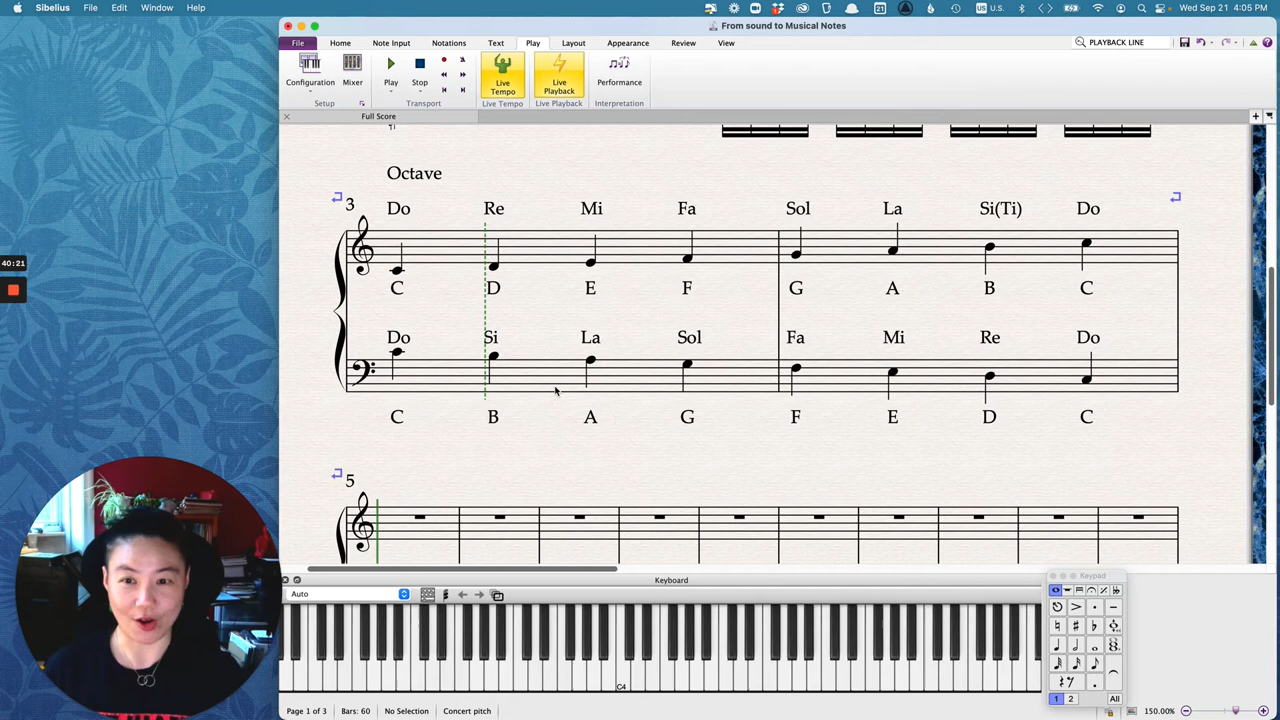 Sibelius File Edit Window Help 21 U.S. Wed Sep 21 4:05 PM
From sound to Musical Notes
File Home Note Input Notations Text Play Layout Appearance Review View PLAYBACK LINE
Configuration Mixer Play Stop Live Tempo Live Playback Performance
Setup Transport Live Tempo Live Playback Interpretation
Full Score
Octave
3 Do Re Mi Fa Sol La Si(Ti) Do
C D E F G A B C
Do Si La Sol Fa Mi Re Do
C B A G F E D C
5
40:21
Keyboard
Keypad
Auto
C4
1 2 All
Page 1 of 3 Bars: 60 No Selection Concert pitch 150.00%